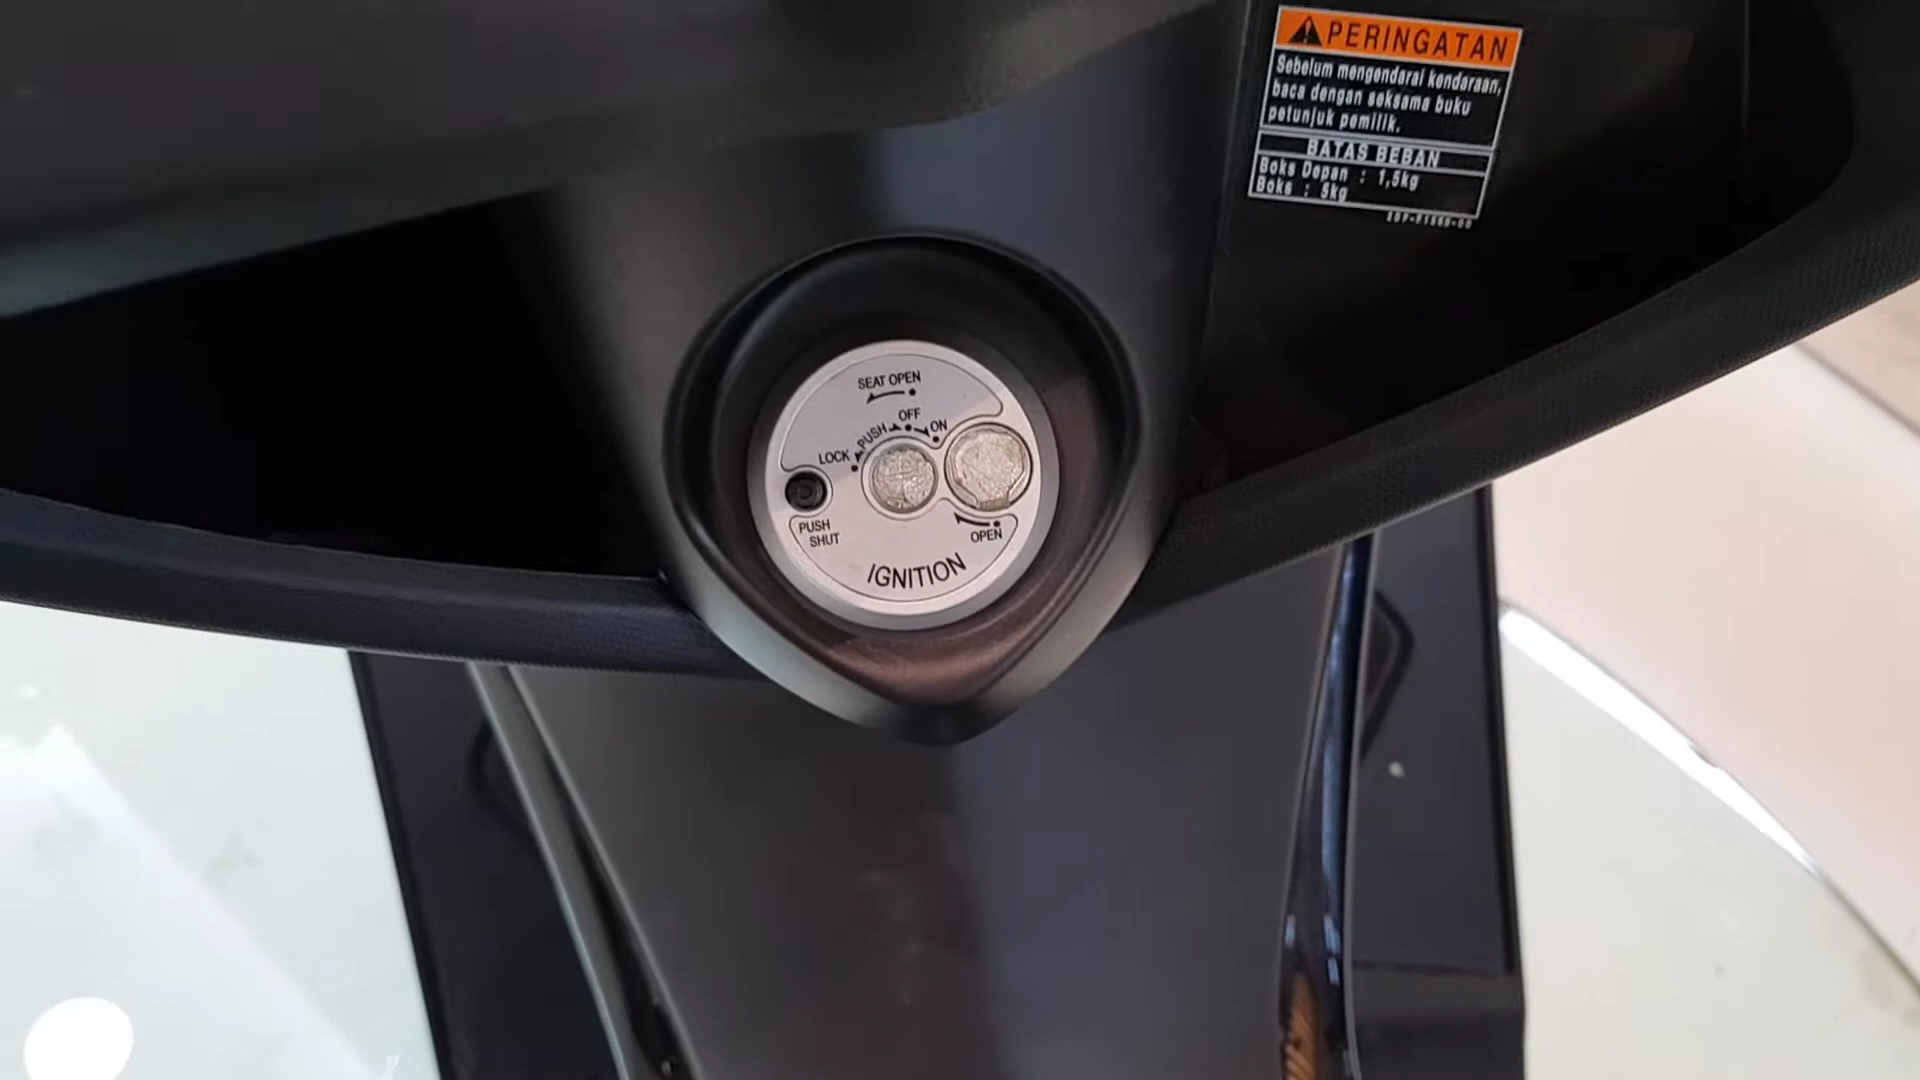 PERINGATAN
Sebelum mengendarai kendaraan,
baca dengan seksama buku
petunjuk pemilik.
BATAS BEBAN
Boks Depan : 1,5kg
Boks : 5kg
SEAT OPEN
OFF
ON
PUSH
LOCK
PUSH
SHUT
OPEN
IGNITION